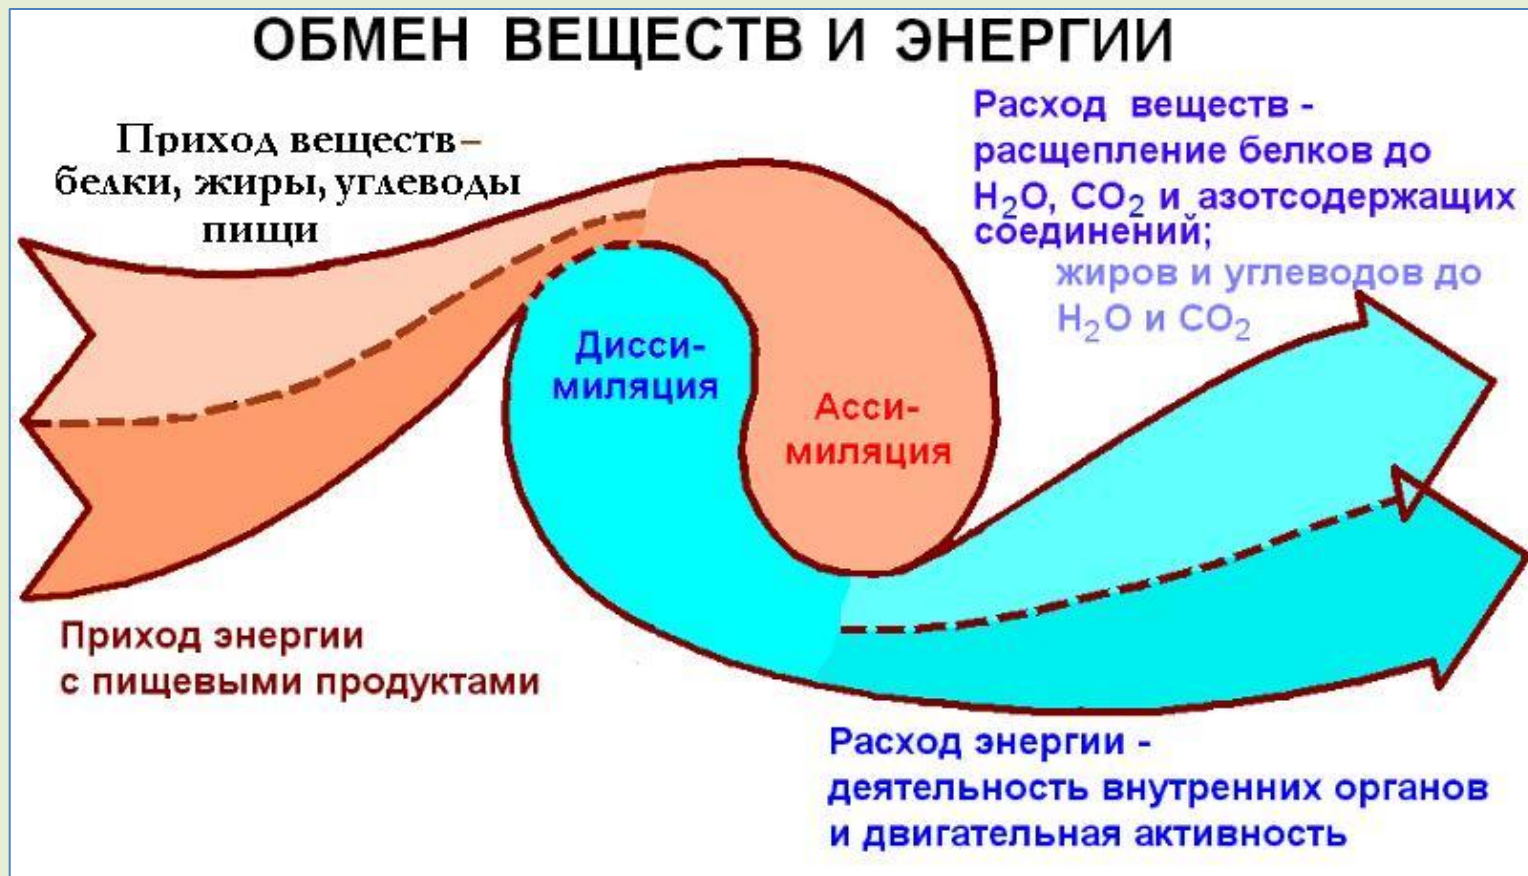 ОБМЕН ВЕЩЕСТВ И ЭНЕРГИИ
Приход веществ–
белки, жиры, углеводы
пищи
Расход веществ -
расщепление белков до
H₂O, CO₂ и азотсодержащих
соединений;
жиров и углеводов до
H₂O и CO₂
Дисси-
миляция
Асси-
миляция
Приход энергии
с пищевыми продуктами
Расход энергии -
деятельность внутренних органов
и двигательная активность